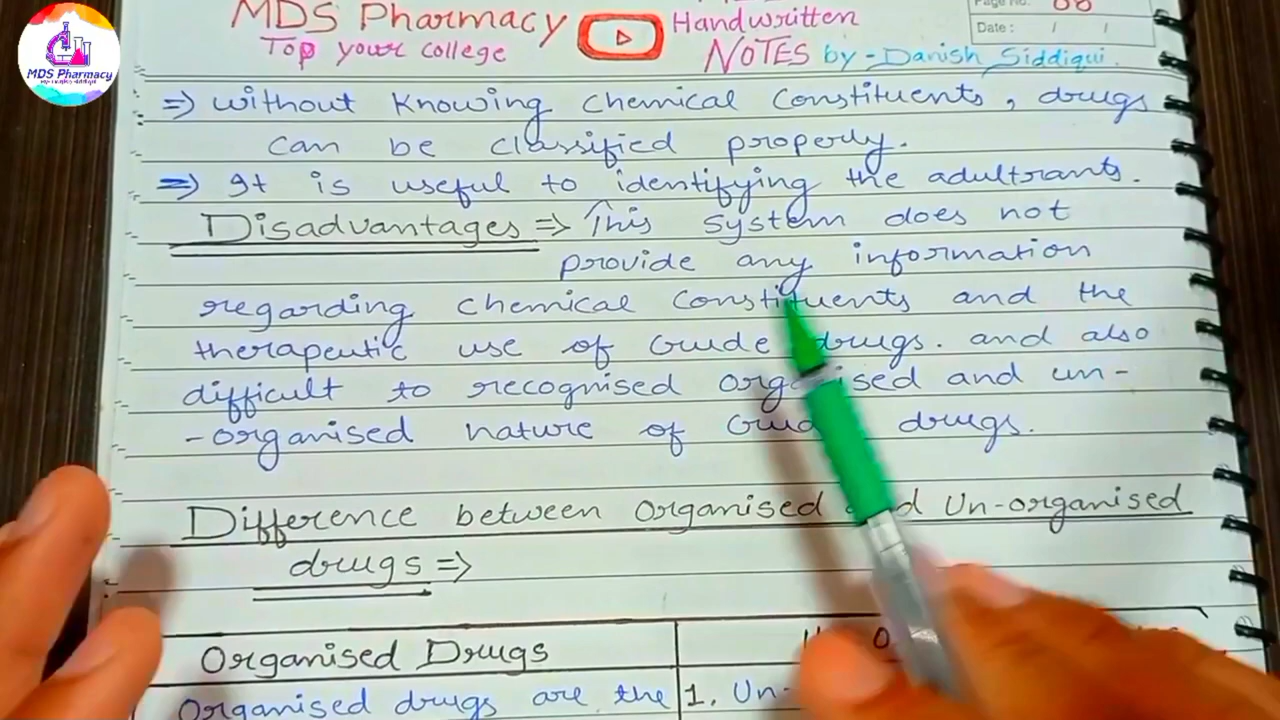 MDS Pharmacy
Handwritten
Page No. 08
Top your college
NOTES by - Danish Siddiqui.
Date : / /
MDS Pharmacy
=> without Knowing chemical Constituents, drugs
can be classified properly.
=> It is useful to identifying the adultrants.
Disadvantages => This system does not
provide any information
regarding chemical Constituents and the
therapeutic use of Crude drugs. and also
difficult to recognised organised and un-
-organised nature of Crude drugs.
Difference between Organised and Un-organised
drugs =>
Organised Drugs
Organised drugs are the
1. Un-